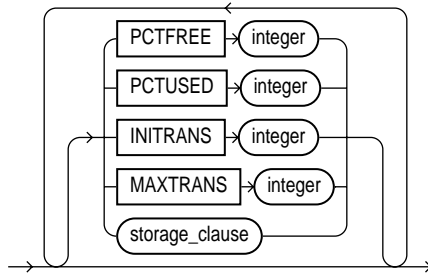 PCTFREE integer
PCTUSED integer
INITRANS integer
MAXTRANS integer
storage_clause